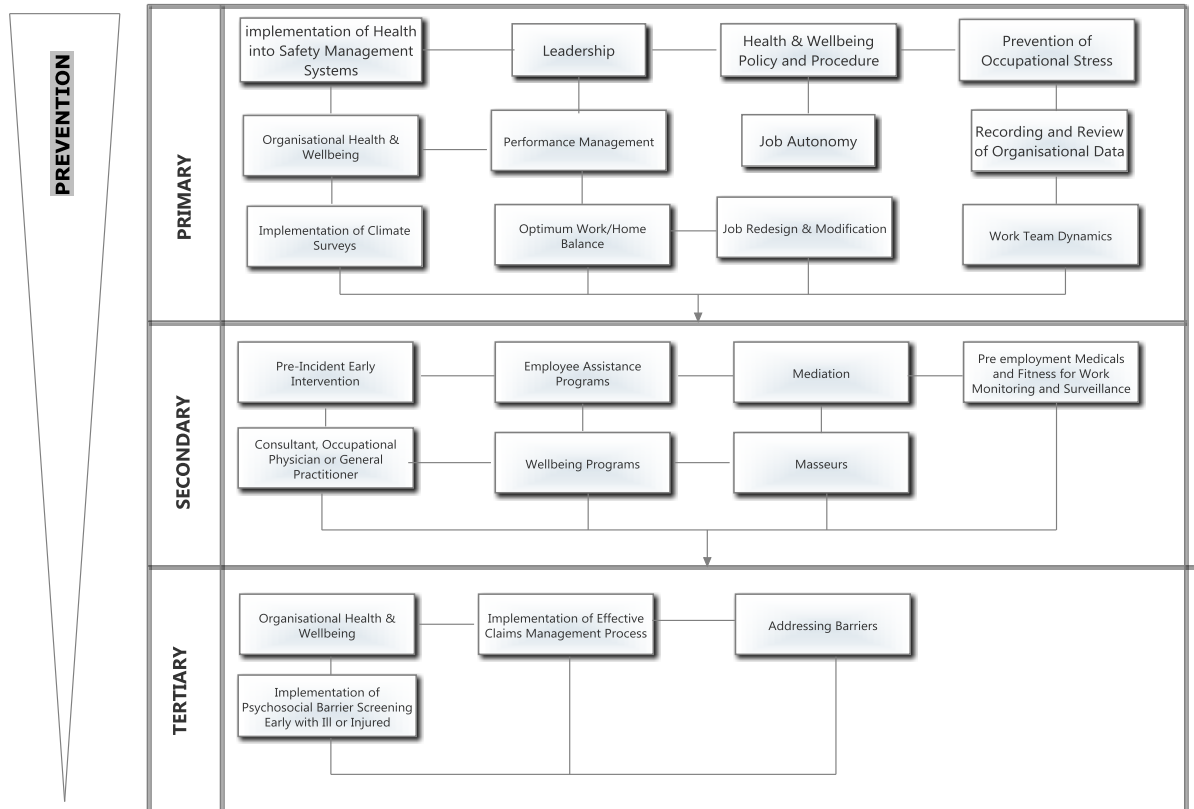 PREVENTION
PRIMARY
implementation of Health
into Safety Management
Systems
Leadership
Health & Wellbeing
Policy and Procedure
Prevention of
Occupational Stress
Organisational Health &
Wellbeing
Performance Management
Job Autonomy
Recording and Review
of Organisational Data
Implementation of Climate
Surveys
Optimum Work/Home
Balance
Job Redesign & Modification
Work Team Dynamics
SECONDARY
Pre-Incident Early
Intervention
Employee Assistance
Programs
Mediation
Pre employment Medicals
and Fitness for Work
Monitoring and Surveillance
Consultant, Occupational
Physician or General
Practitioner
Wellbeing Programs
Masseurs
TERTIARY
Organisational Health &
Wellbeing
Implementation of Effective
Claims Management Process
Addressing Barriers
Implementation of
Psychosocial Barrier Screening
Early with Ill or Injured